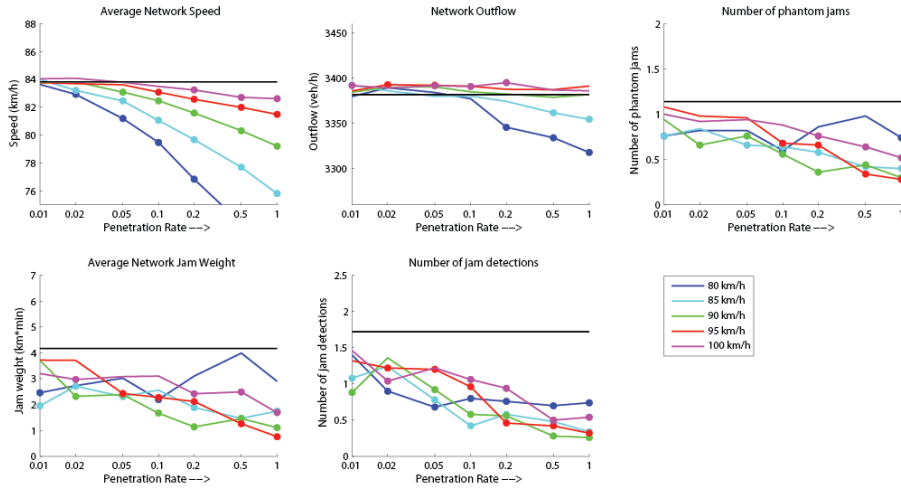 Average Network Speed
Speed (km/h)
86
84
82
80
78
76
0.01 0.02 0.05 0.1 0.2 0.5 1
Penetration Rate -–>
Network Outflow
Outflow (veh/h)
3450
3400
3350
3300
0.01 0.02 0.05 0.1 0.2 0.5 1
Penetration Rate -–>
Number of phantom jams
Number of phantom jams
2
1.5
1
0.5
0
0.01 0.02 0.05 0.1 0.2 0.5 1
Penetration Rate -–>
Average Network Jam Weight
Jam weight (km*min)
7
6
5
4
3
2
1
0
0.01 0.02 0.05 0.1 0.2 0.5 1
Penetration Rate -–>
Number of jam detections
Number of jam detections
2.5
2
1.5
1
0.5
0
0.01 0.02 0.05 0.1 0.2 0.5 1
Penetration Rate -–>
80 km/h
85 km/h
90 km/h
95 km/h
100 km/h